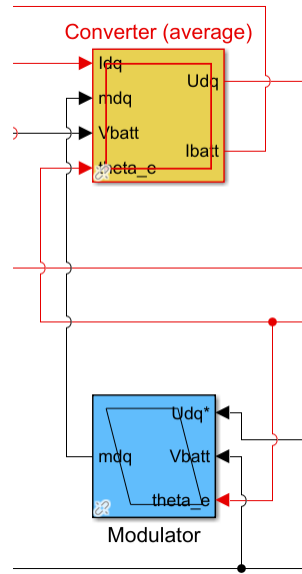 Converter (average)
Idq
Udq
mdq
Vbatt
Ibatt
theta_e
Udq*
mdq
Vbatt
theta_e
Modulator